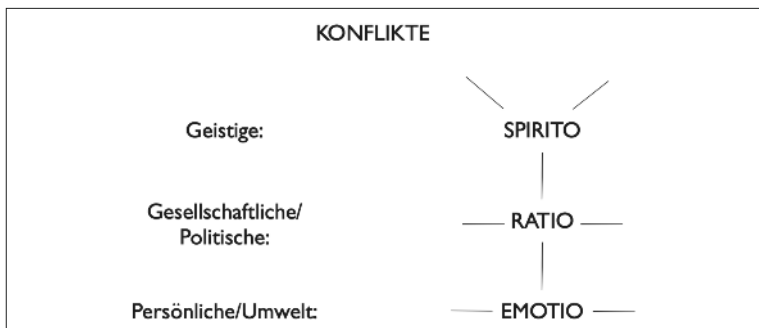 KONFLIKTE
Geistige: SPIRITO
Gesellschaftliche/
Politische: RATIO
Persönliche/Umwelt: EMOTIO